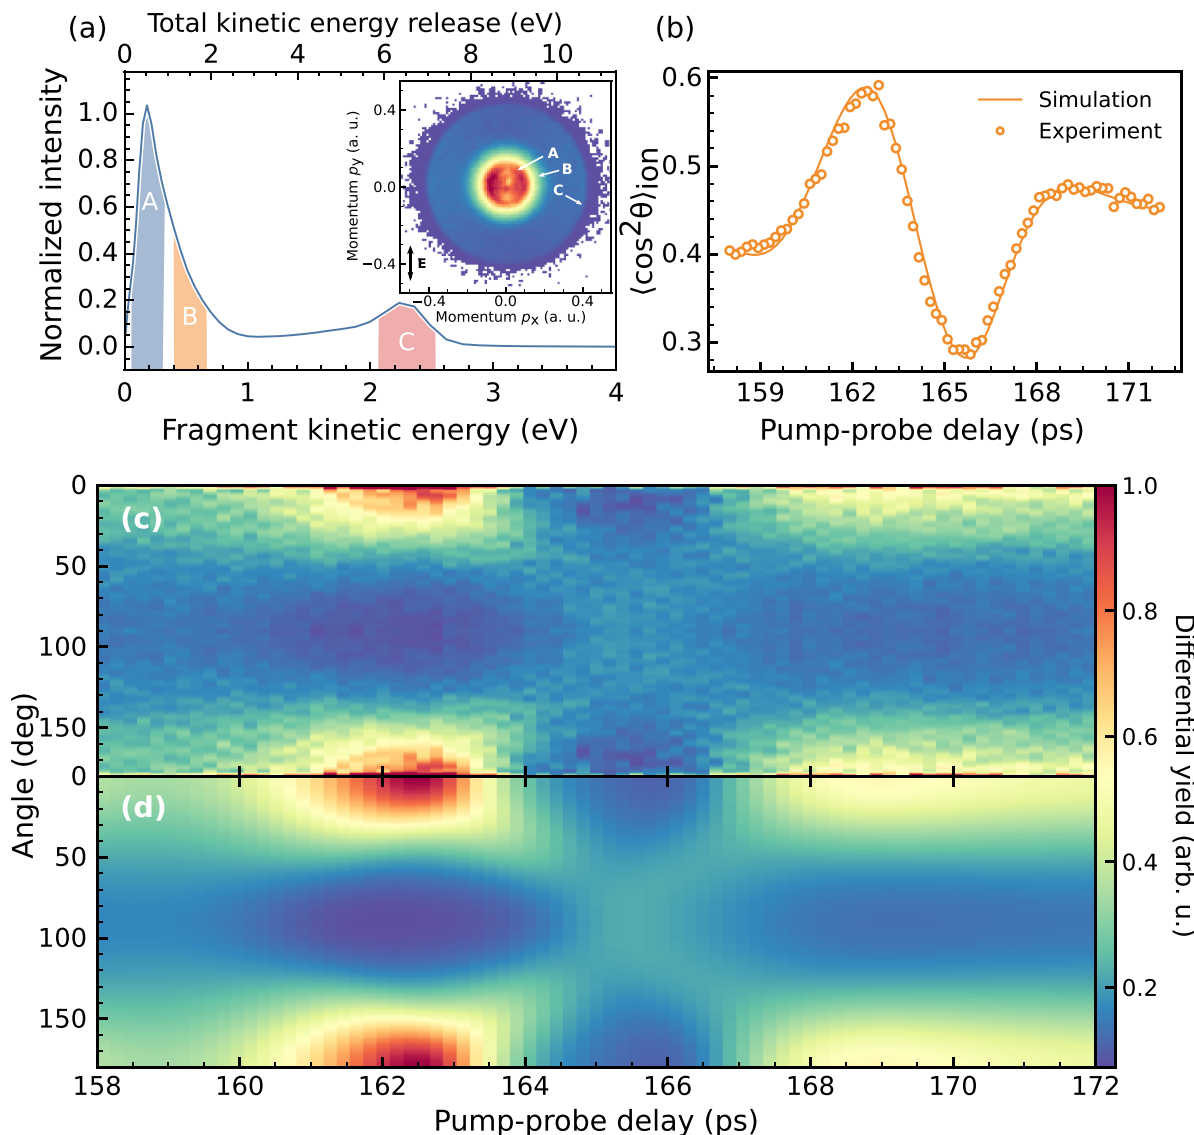 (a)
Total kinetic energy release (eV)
0 2 4 6 8 10
Normalized intensity
1.0
0.8
0.6
0.4
0.2
0.0
A
B
C
0 1 2 3 4
Fragment kinetic energy (eV)
Momentum py (a. u.)
0.4
0.0
−0.4
A
B
C
E
−0.4 0.0 0.4
Momentum px (a. u.)
(b)
⟨cos²θ⟩ion
0.6
0.5
0.4
0.3
Simulation
Experiment
159 162 165 168 171
Pump-probe delay (ps)
(c)
0
50
100
150
Angle (deg)
(d)
0
50
100
150
158 160 162 164 166 168 170 172
Pump-probe delay (ps)
1.0
0.8
0.6
0.4
0.2
Differential yield (arb. u.)